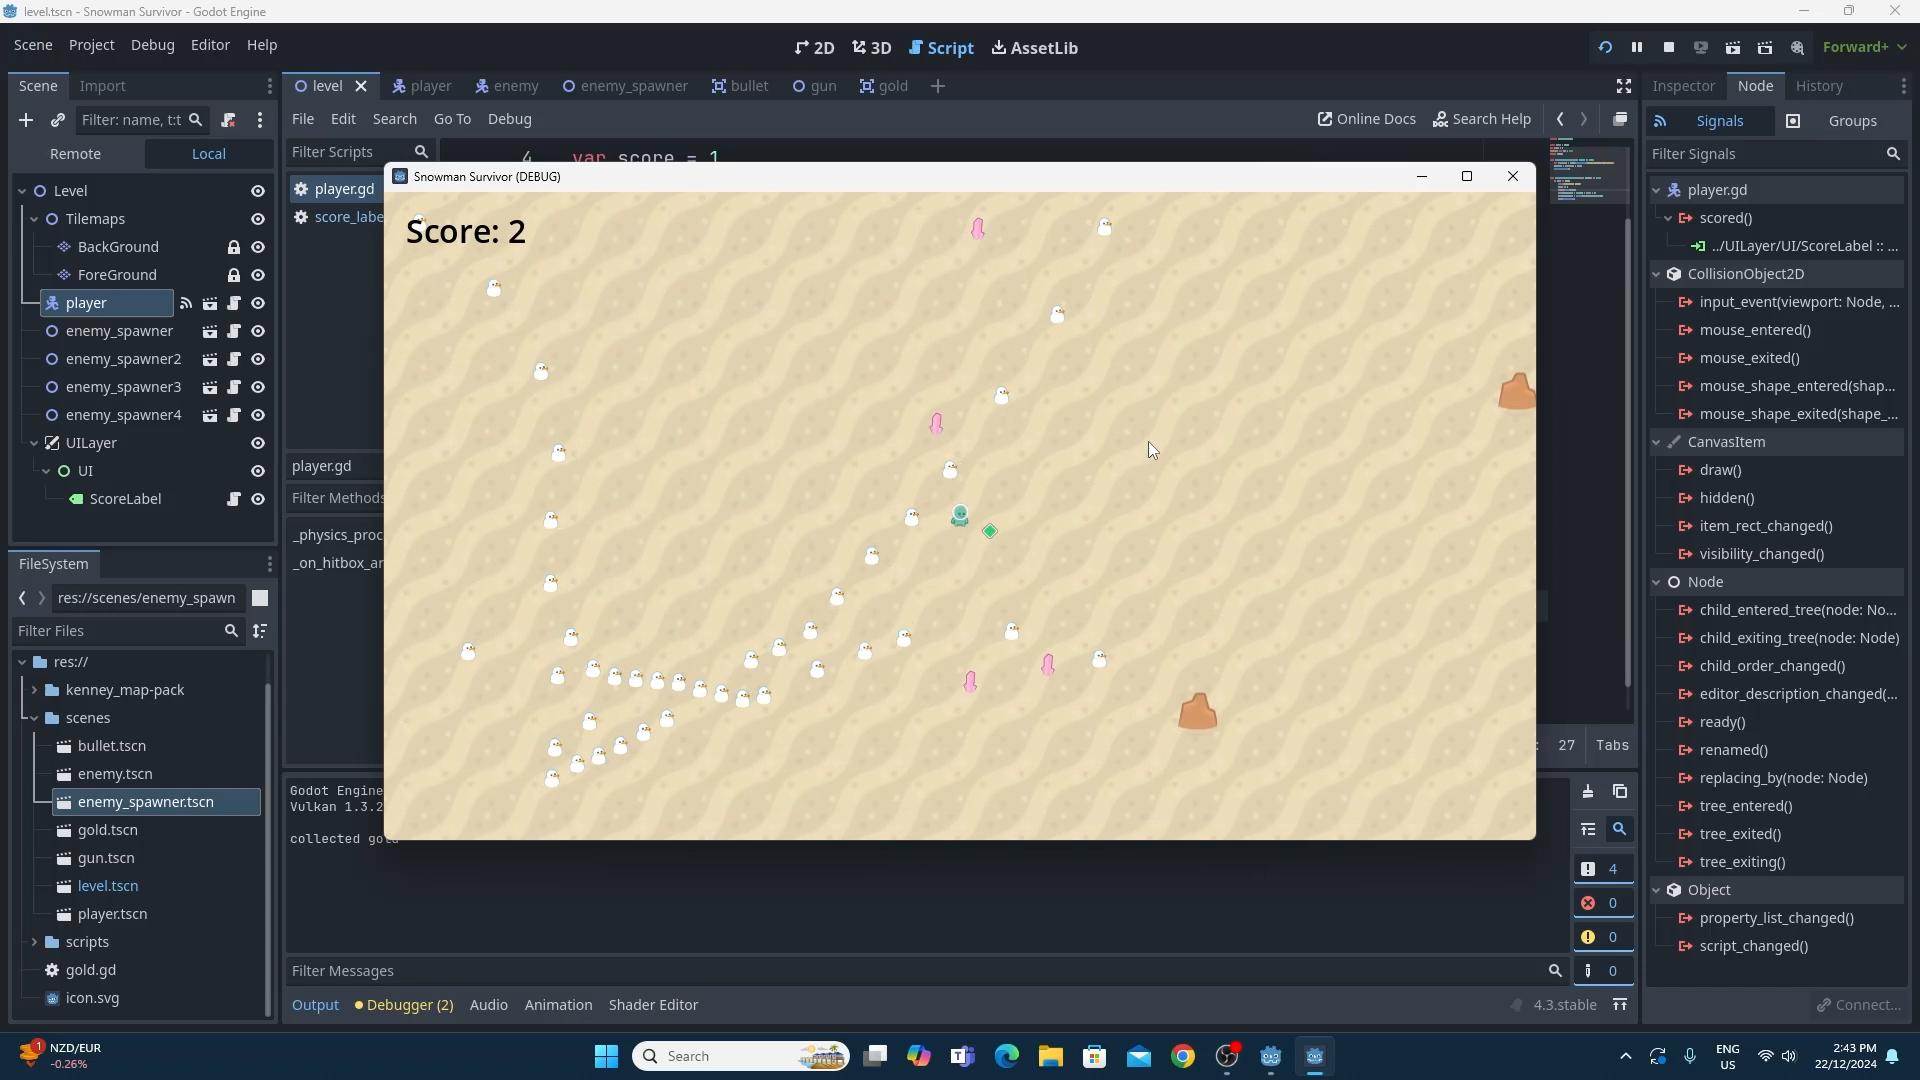 level.tscn - Snowman Survivor - Godot Engine
Scene Project Debug Editor Help
2D 3D Script AssetLib
Forward+
Scene Import
level player enemy enemy_spawner bullet gun gold
Inspector Node History
Filter: name, t:t
File Edit Search Go To Debug
Online Docs Search Help
Signals Groups
Remote Local
Filter Scripts
4 var score = 1
Filter Signals
Level
Tilemaps
BackGround
ForeGround
player
enemy_spawner
enemy_spawner2
enemy_spawner3
enemy_spawner4
UILayer
UI
ScoreLabel
player.gd
score_labe
player.gd
Filter Methods
_physics_proc
_on_hitbox_ar
Snowman Survivor (DEBUG)
Score: 2
player.gd
scored()
../UILayer/UI/ScoreLabel :: ...
CollisionObject2D
input_event(viewport: Node, ...
mouse_entered()
mouse_exited()
mouse_shape_entered(shap...
mouse_shape_exited(shape_...
CanvasItem
draw()
hidden()
item_rect_changed()
visibility_changed()
Node
child_entered_tree(node: No...
child_exiting_tree(node: Node)
child_order_changed()
editor_description_changed(...
ready()
renamed()
replacing_by(node: Node)
tree_entered()
tree_exited()
tree_exiting()
Object
property_list_changed()
script_changed()
Connect...
FileSystem
res://scenes/enemy_spawn
Filter Files
res://
kenney_map-pack
scenes
bullet.tscn
enemy.tscn
enemy_spawner.tscn
gold.tscn
gun.tscn
level.tscn
player.tscn
scripts
gold.gd
icon.svg
: 27 Tabs
Godot Engine
Vulkan 1.3.2
collected gold
4
0
0
0
Filter Messages
Output Debugger (2) Audio Animation Shader Editor
4.3.stable
1
NZD/EUR
-0.26%
Search
ENG
US
2:43 PM
22/12/2024